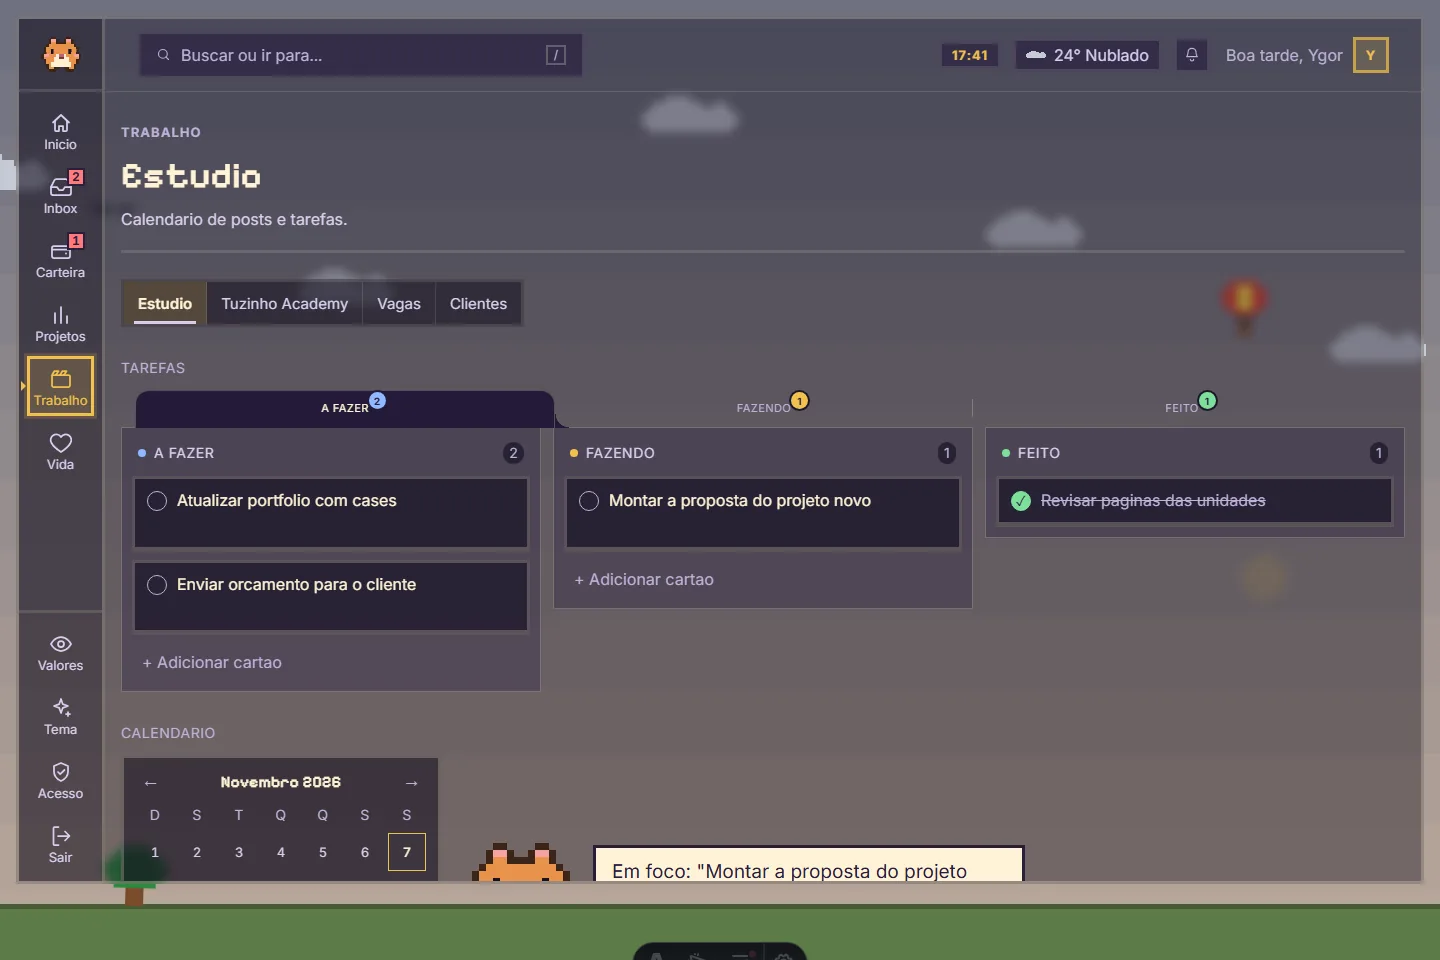 Buscar ou ir para... /
17:41
24° Nublado
Boa tarde, Ygor
Y
Inicio
2
Inbox
1
Carteira
Projetos
Trabalho
Vida
Valores
Tema
Acesso
Sair
TRABALHO
Estudio
Calendario de posts e tarefas.
Estudio Tuzinho Academy Vagas Clientes
TAREFAS
A FAZER 2 FAZENDO 1 FEITO 1
A FAZER 2
Atualizar portfolio com cases
Enviar orcamento para o cliente
+ Adicionar cartao
FAZENDO 1
Montar a proposta do projeto novo
+ Adicionar cartao
FEITO 1
Revisar paginas das unidades
CALENDARIO
← Novembro 2026 →
D S T Q Q S S
1 2 3 4 5 6 7
Em foco: "Montar a proposta do projeto